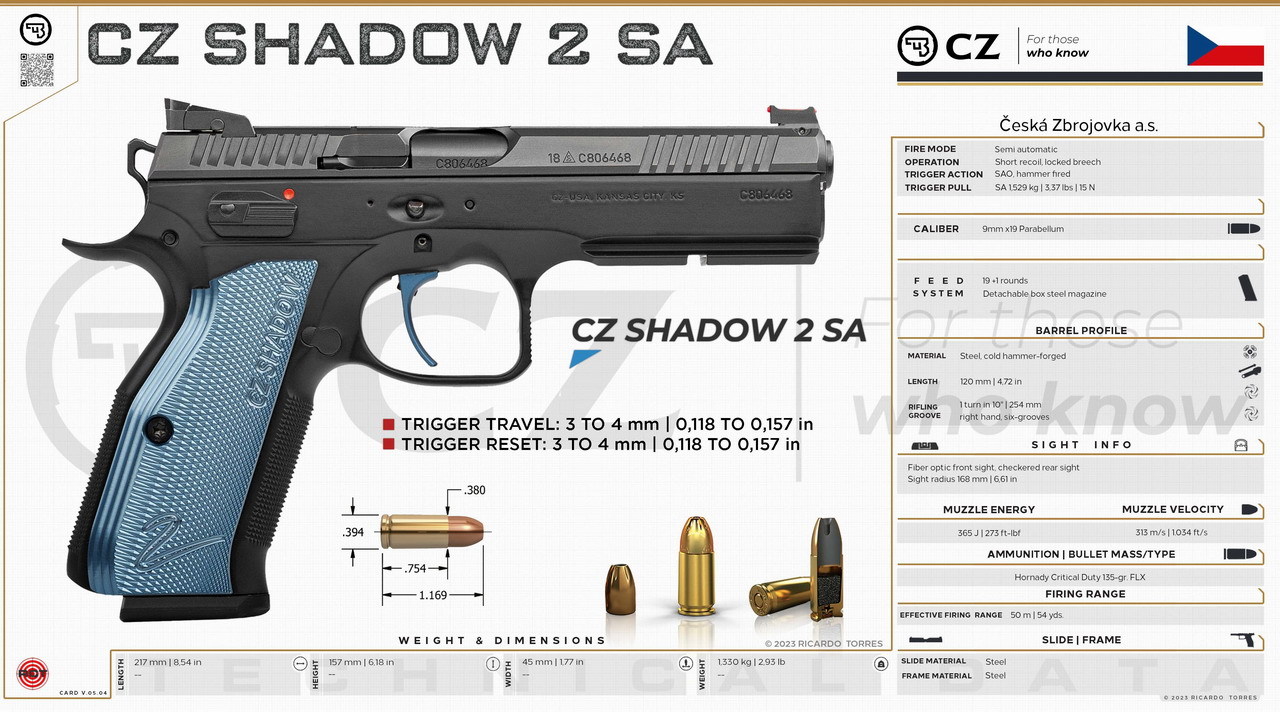 CZ SHADOW 2 SA
CZ
For those
who know
Česká Zbrojovka a.s.
FIRE MODE Semi automatic
OPERATION Short recoil, locked breech
TRIGGER ACTION SAO, hammer fired
TRIGGER PULL SA 1.529 kg | 3.37 lbs | 15 N
CALIBER 9mm x19 Parabellum
FEED SYSTEM 19 +1 rounds
Detachable box steel magazine
BARREL PROFILE
MATERIAL Steel, cold hammer-forged
LENGTH 120 mm | 4.72 in
RIFLING GROOVE 1 turn in 10" | 254 mm
right hand, six-grooves
SIGHT INFO
Fiber optic front sight, checkered rear sight
Sight radius 168 mm | 6,61 in
MUZZLE ENERGY MUZZLE VELOCITY
365 J | 273 ft-lbf 313 m/s | 1.034 ft/s
AMMUNITION | BULLET MASS/TYPE
Hornady Critical Duty 135-gr. FLX
FIRING RANGE
EFFECTIVE FIRING RANGE 50 m | 54 yds.
SLIDE | FRAME
SLIDE MATERIAL Steel
FRAME MATERIAL Steel
© 2023 RICARDO TORRES
C806468
18 C806468
CZ-USA, KANSAS CITY KS
C806468
CZ SHADOW
2
CZ SHADOW 2 SA
CZ
For those
who know
TRIGGER TRAVEL: 3 TO 4 mm | 0,118 TO 0,157 in
TRIGGER RESET: 3 TO 4 mm | 0,118 TO 0,157 in
.380
.394
.754
1.169
© 2023 RICARDO TORRES
WEIGHT & DIMENSIONS
LENGTH 217 mm | 8,54 in
--
HEIGHT 157 mm | 6,18 in
--
WIDTH 45 mm | 1,77 in
--
WEIGHT 1.330 kg | 2.93 lb
--
TECHNICAL DATA
RDT
CARD V.05.04